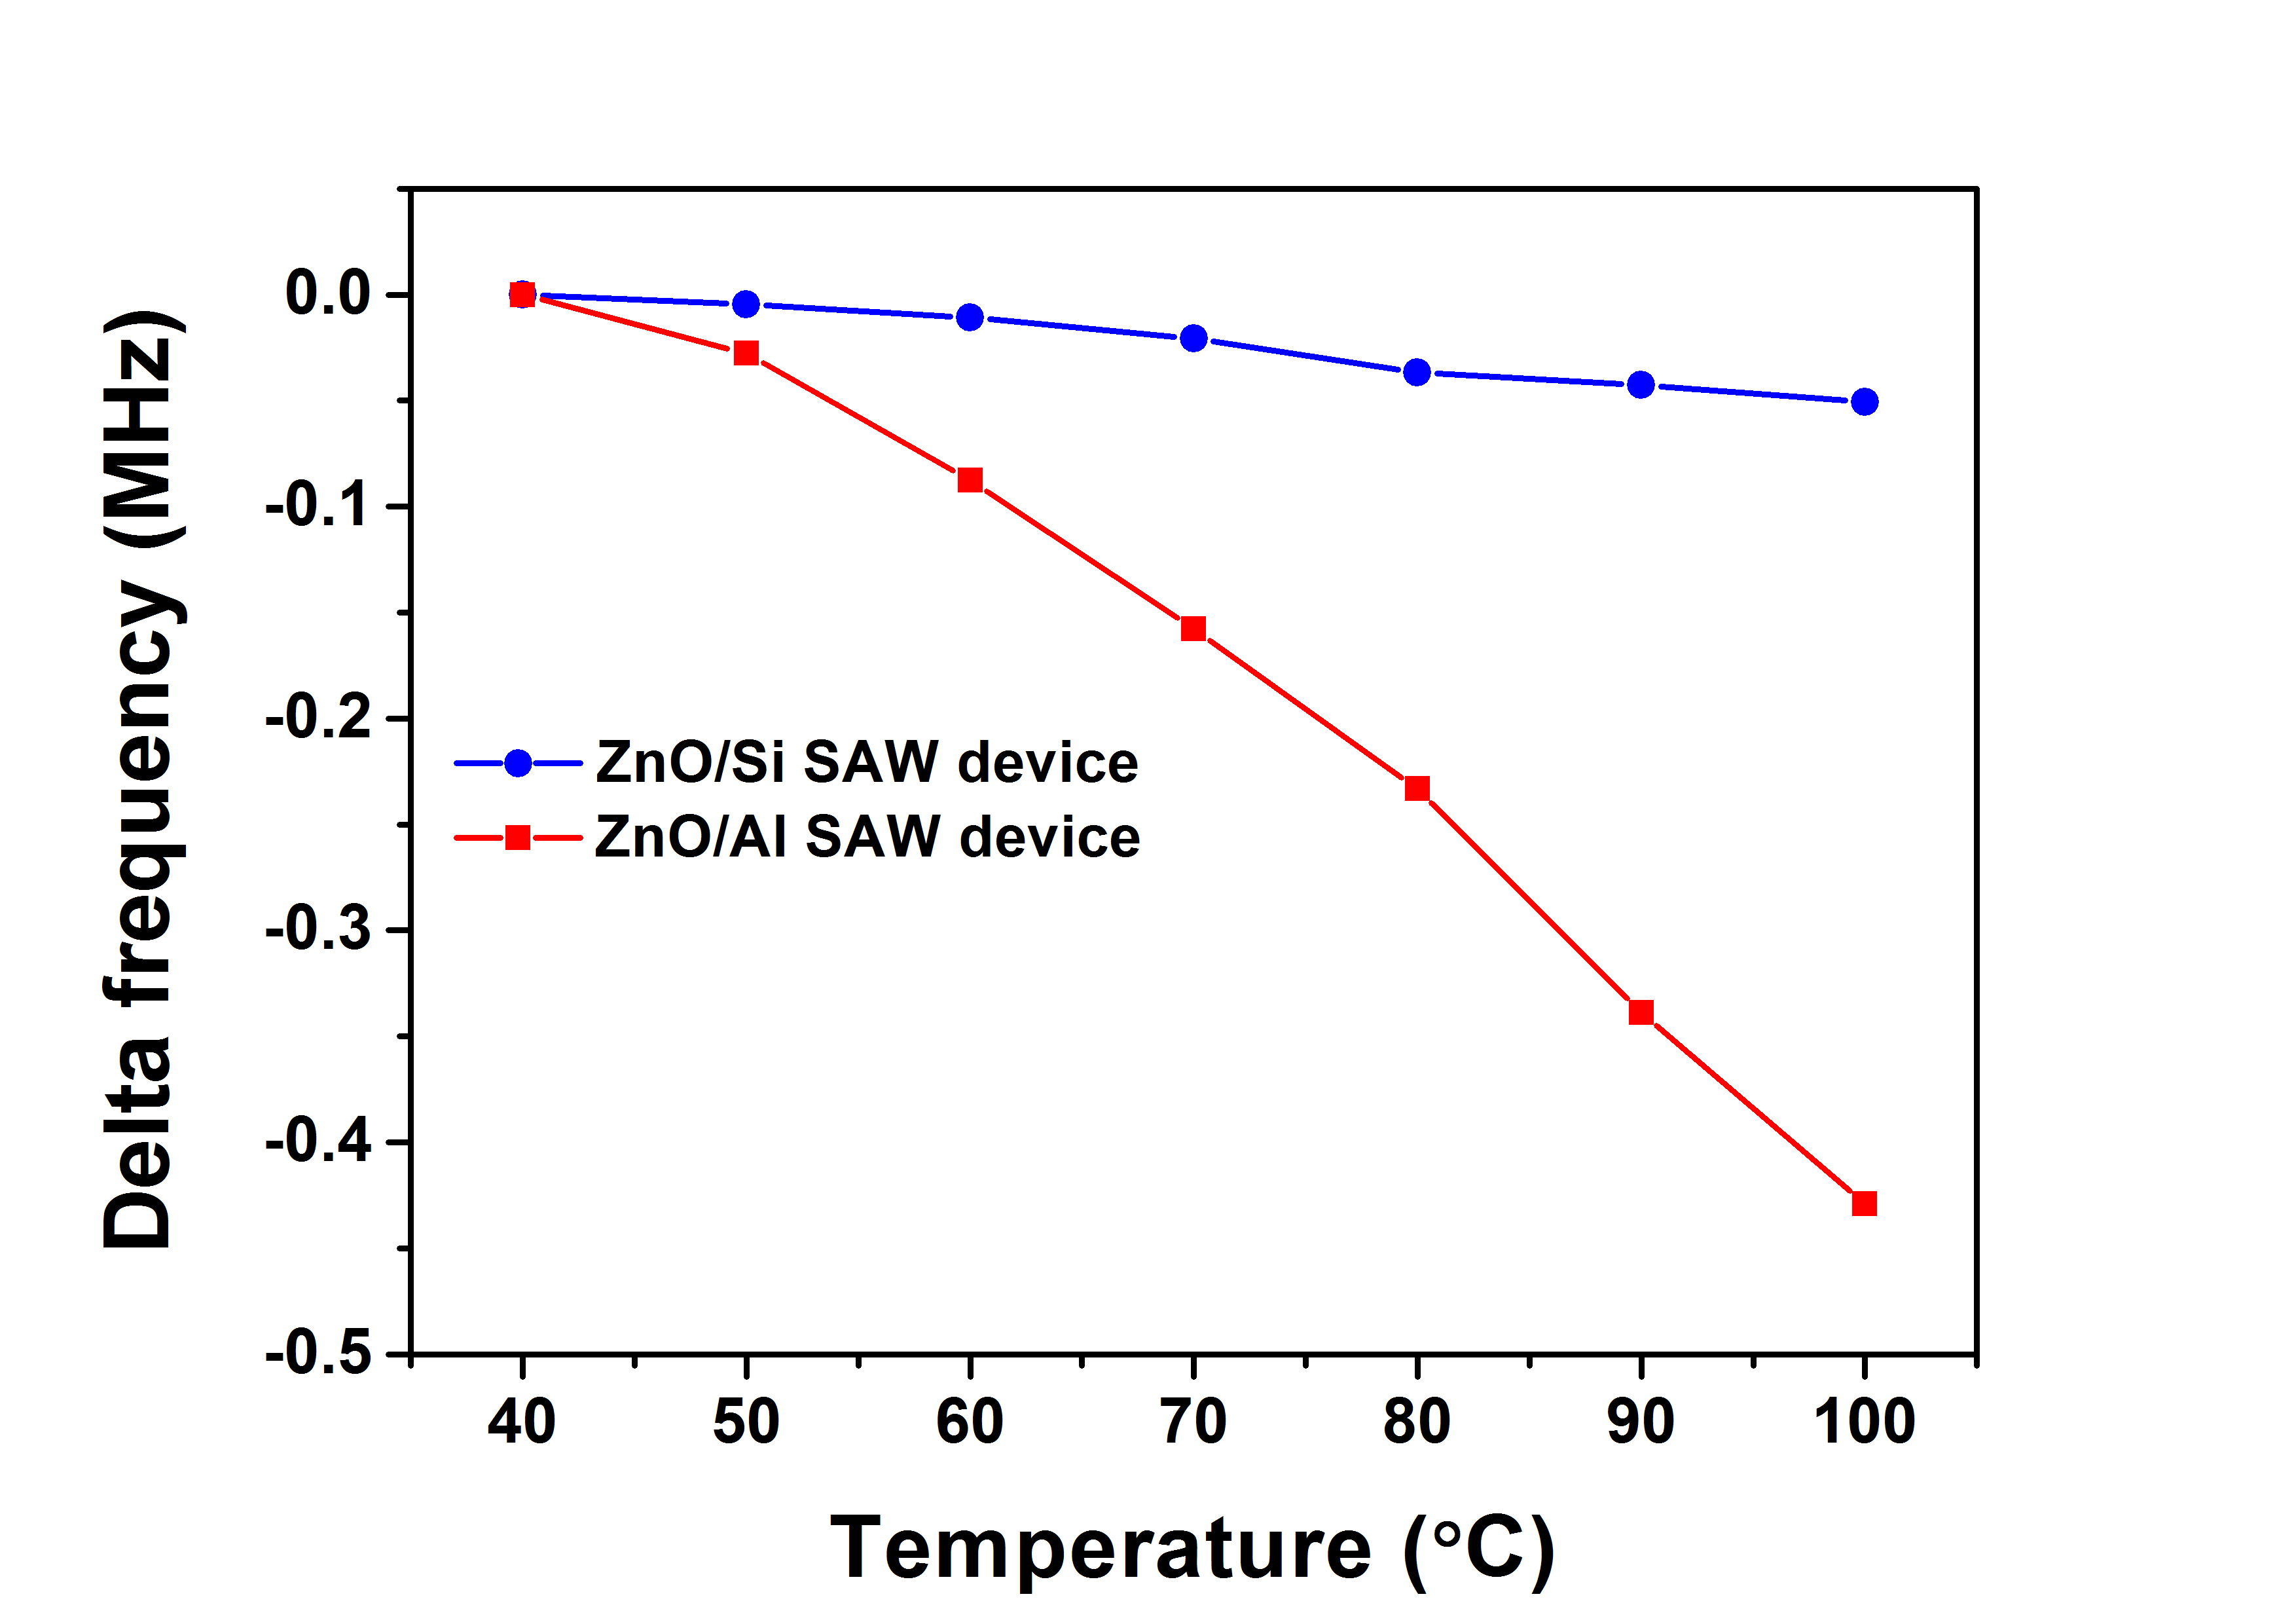 0.0
-0.1
-0.2
-0.3
-0.4
-0.5
Delta frequency (MHz)
ZnO/Si SAW device
ZnO/Al SAW device
40 50 60 70 80 90 100
Temperature (°C)